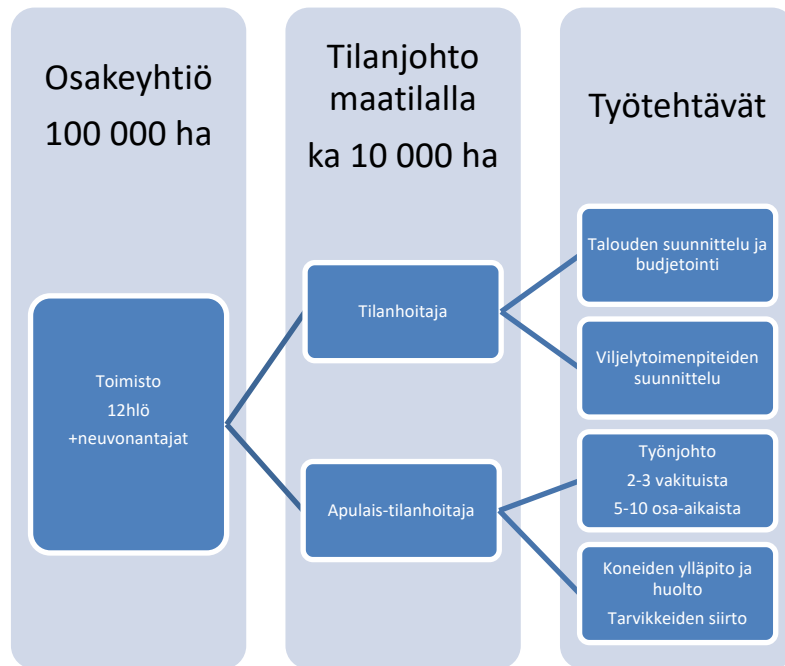 Osakeyhtiö
100 000 ha
Tilanjohto
maatilalla
ka 10 000 ha
Työtehtävät
Toimisto
12hlö
+neuvonantajat
Tilanhoitaja
Apulais-tilanhoitaja
Talouden suunnittelu ja
budjetointi
Viljelytoimenpiteiden
suunnittelu
Työnjohto
2-3 vakituista
5-10 osa-aikaista
Koneiden ylläpito ja
huolto
Tarvikkeiden siirto